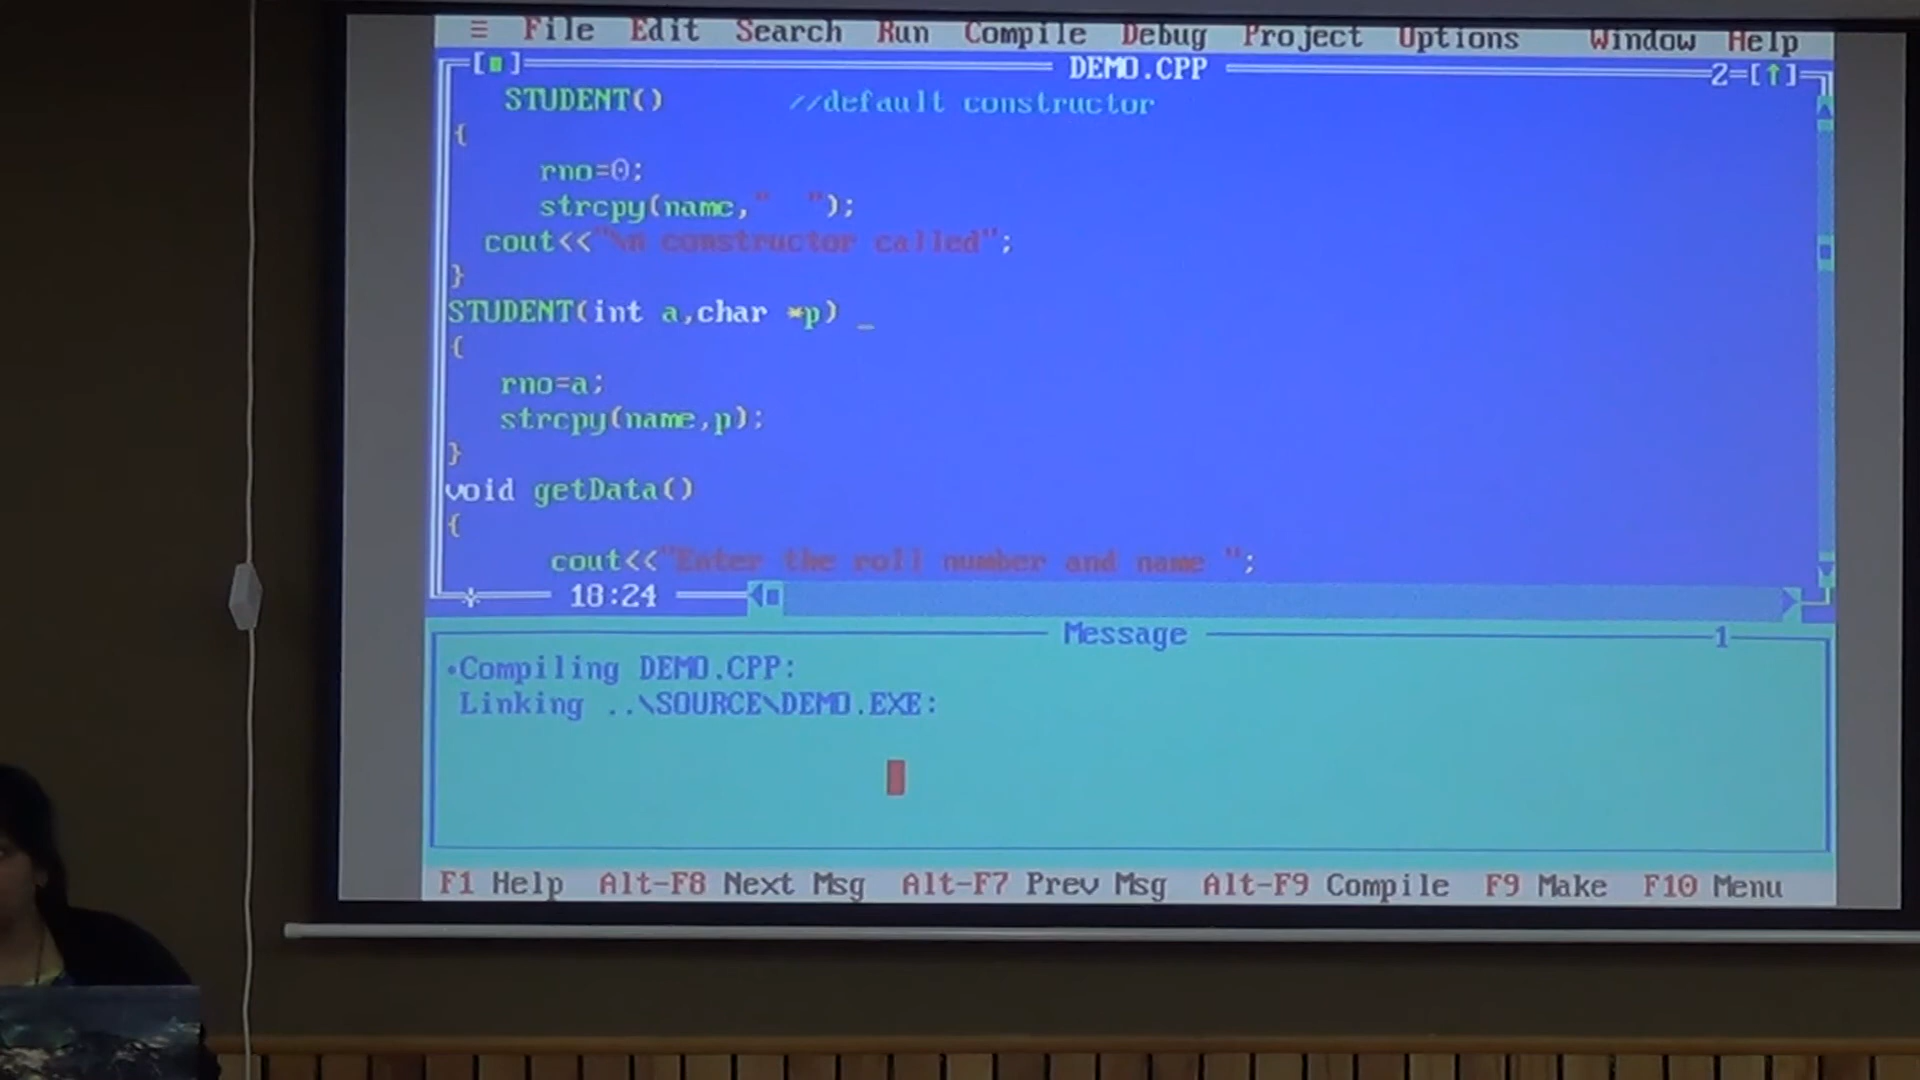 ≡ File Edit Search Run Compile Debug Project Options Window Help
[■] DEMO.CPP 2=[↑]
STUDENT() //default constructor
{
rno=0;
strcpy(name," ");
cout<<"\n constructor called";
}
STUDENT(int a,char *p) _
{
rno=a;
strcpy(name,p);
}
void getData()
{
cout<<"Enter the roll number and name ";
* 18:24
Message 1
•Compiling DEMO.CPP:
Linking ..\SOURCE\DEMO.EXE:
F1 Help Alt-F8 Next Msg Alt-F7 Prev Msg Alt-F9 Compile F9 Make F10 Menu